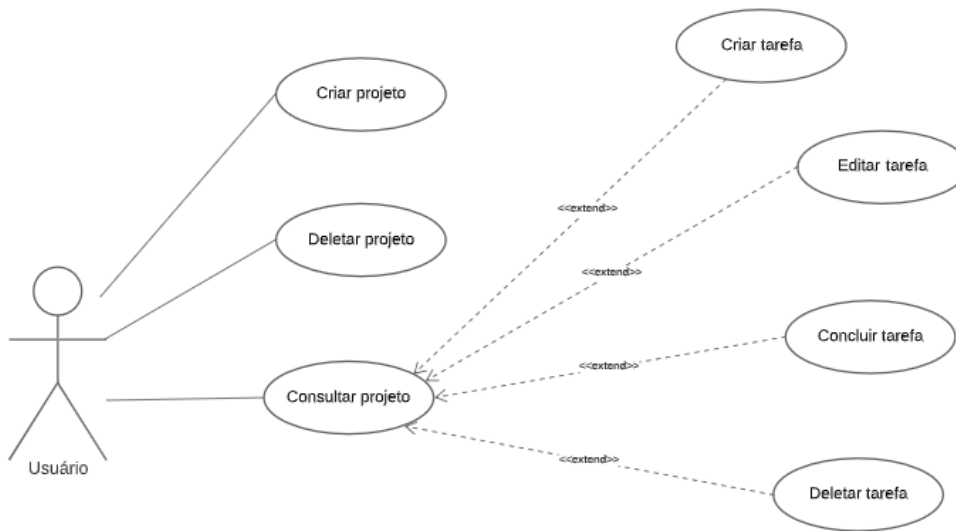 Criar tarefa
Criar projeto
Editar tarefa
<<extend>>
Deletar projeto
<<extend>>
Concluir tarefa
<<extend>>
Consultar projeto
<<extend>>
Usuário
Deletar tarefa